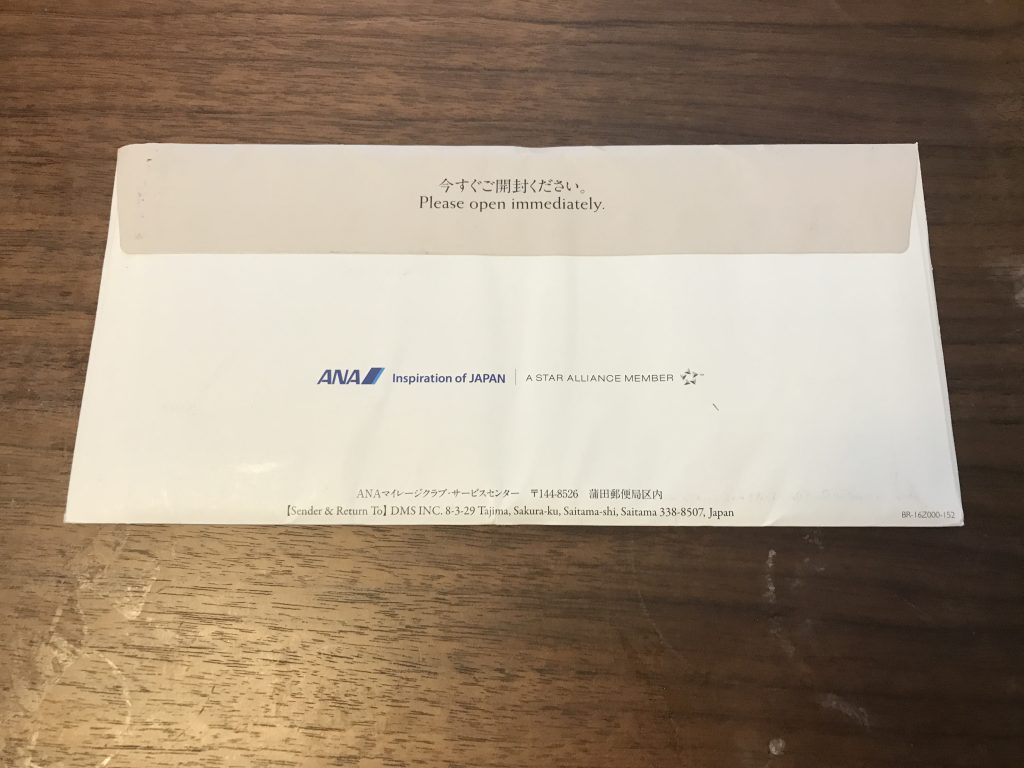 今すぐご開封ください。
Please open immediately.
ANA Inspiration of JAPAN | A STAR ALLIANCE MEMBER ™
ANAマイレージクラブ・サービスセンター 〒144-8526 蒲田郵便局区内
【Sender & Return To】 DMS INC. 8-3-29 Tajima, Sakura-ku, Saitama-shi, Saitama 338-8507, Japan
BR-16Z000-152